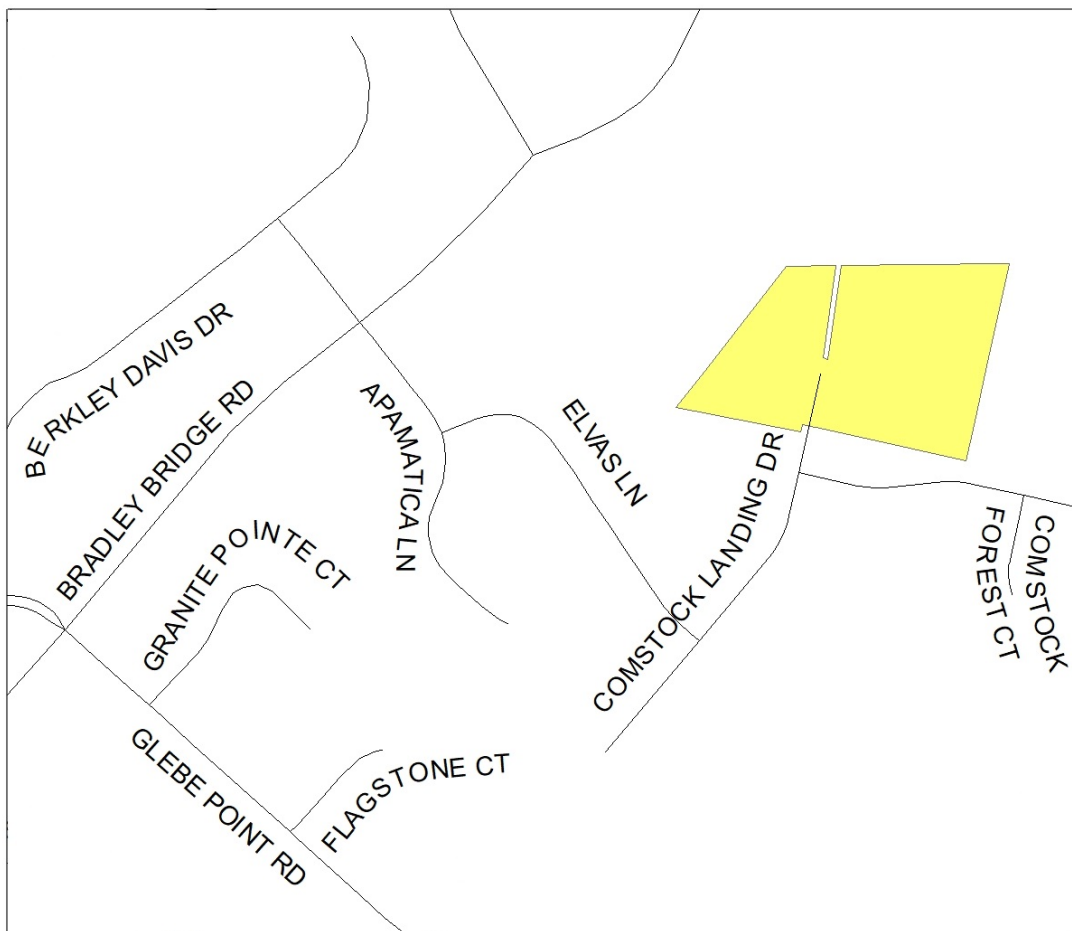 BERKLEY DAVIS DR
BRADLEY BRIDGE RD
APAMATICA LN
ELVAS LN
COMSTOCK LANDING DR
GRANITE POINTE CT
COMSTOCK
FOREST CT
GLEBE POINT RD
FLAGSTONE CT